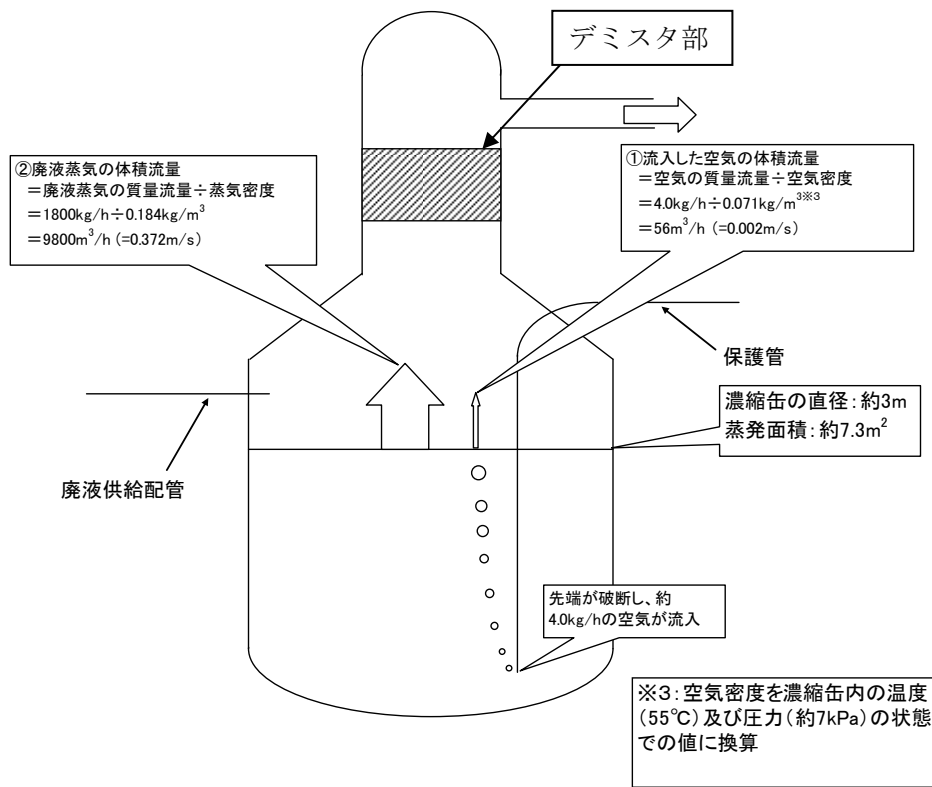 デミスタ部
②廃液蒸気の体積流量
＝廃液蒸気の質量流量÷蒸気密度
＝1800kg/h÷0.184kg/m³
＝9800m³/h (=0.372m/s)
①流入した空気の体積流量
＝空気の質量流量÷空気密度
＝4.0kg/h÷0.071kg/m³※3
＝56m³/h (=0.002m/s)
保護管
濃縮缶の直径：約3m
蒸発面積：約7.3m²
廃液供給配管
先端が破断し、約
4.0kg/hの空気が流入
※3：空気密度を濃縮缶内の温度
(55℃)及び圧力(約7kPa)の状態
での値に換算